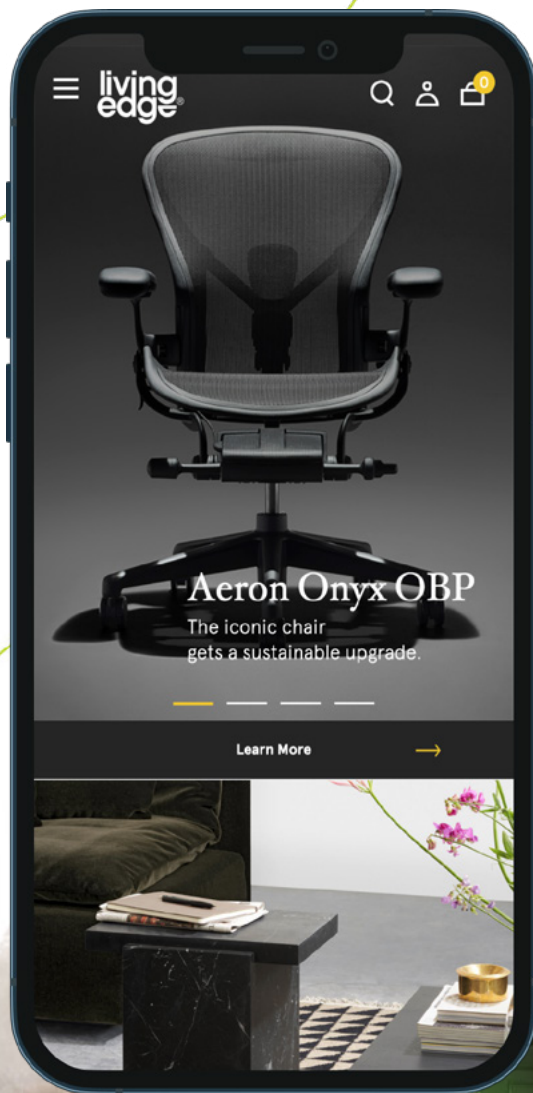 living
edge®
0
Aeron Onyx OBP
The iconic chair
gets a sustainable upgrade.
Learn More